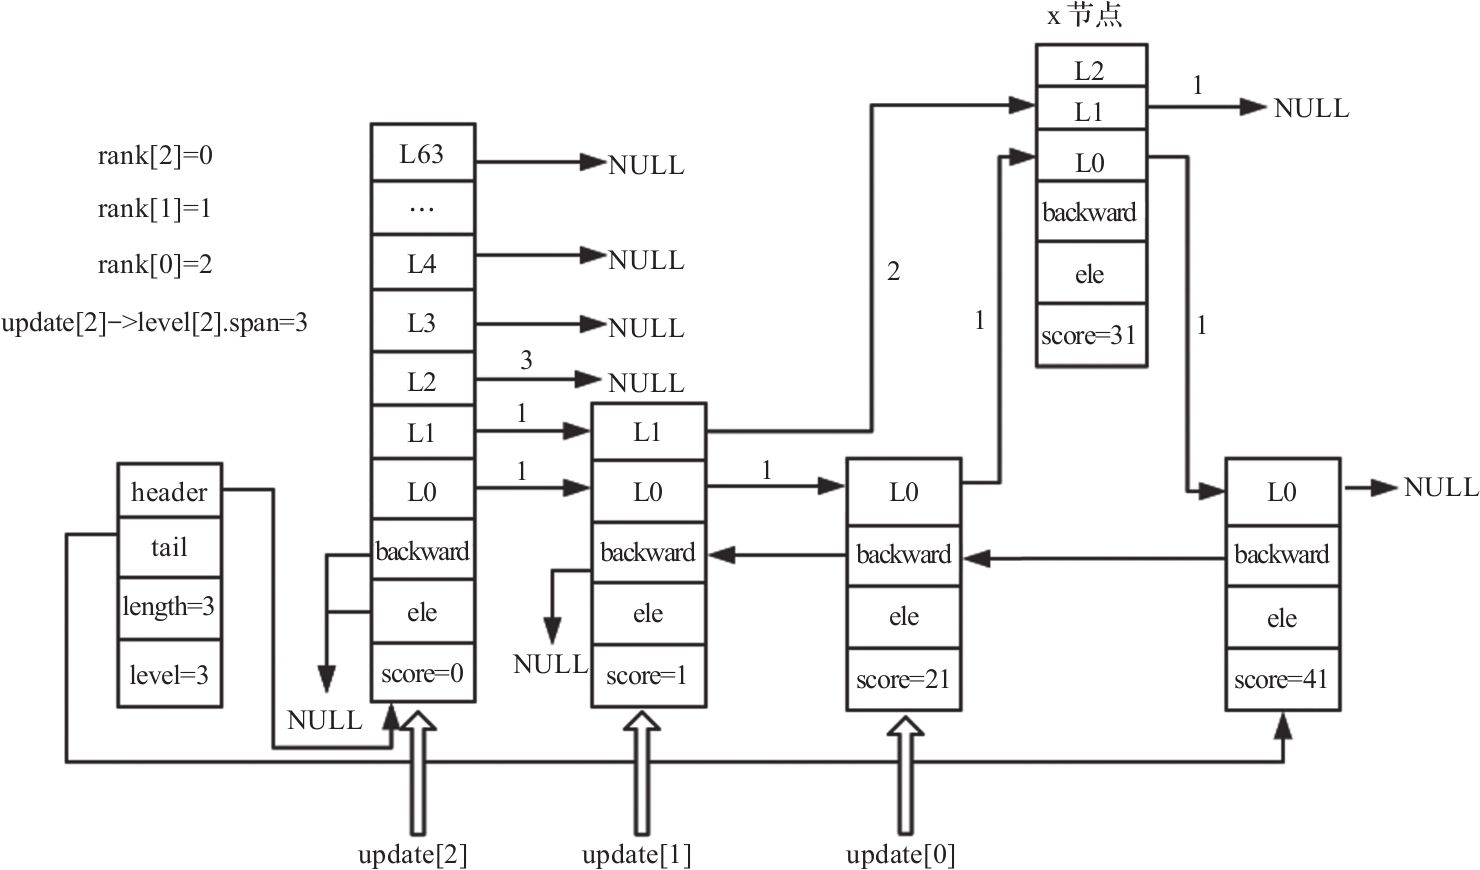 x 节点
L2
L1
L0
backward
ele
score=31
1
NULL
rank[2]=0
rank[1]=1
rank[0]=2
update[2]->level[2].span=3
L63
…
L4
L3
L2
L1
L0
backward
ele
score=0
NULL
NULL
NULL
3
NULL
1
1
2
1
1
header
tail
length=3
level=3
NULL
L1
L0
backward
ele
score=1
NULL
1
L0
backward
ele
score=21
L0
backward
ele
score=41
NULL
update[2]
update[1]
update[0]